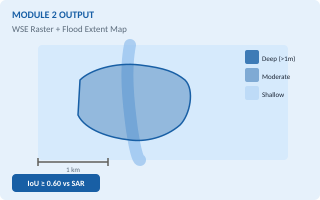 MODULE 2 OUTPUT
WSE Raster + Flood Extent Map
Deep (>1m)
Moderate
Shallow
1 km
IoU ≥ 0.60 vs SAR